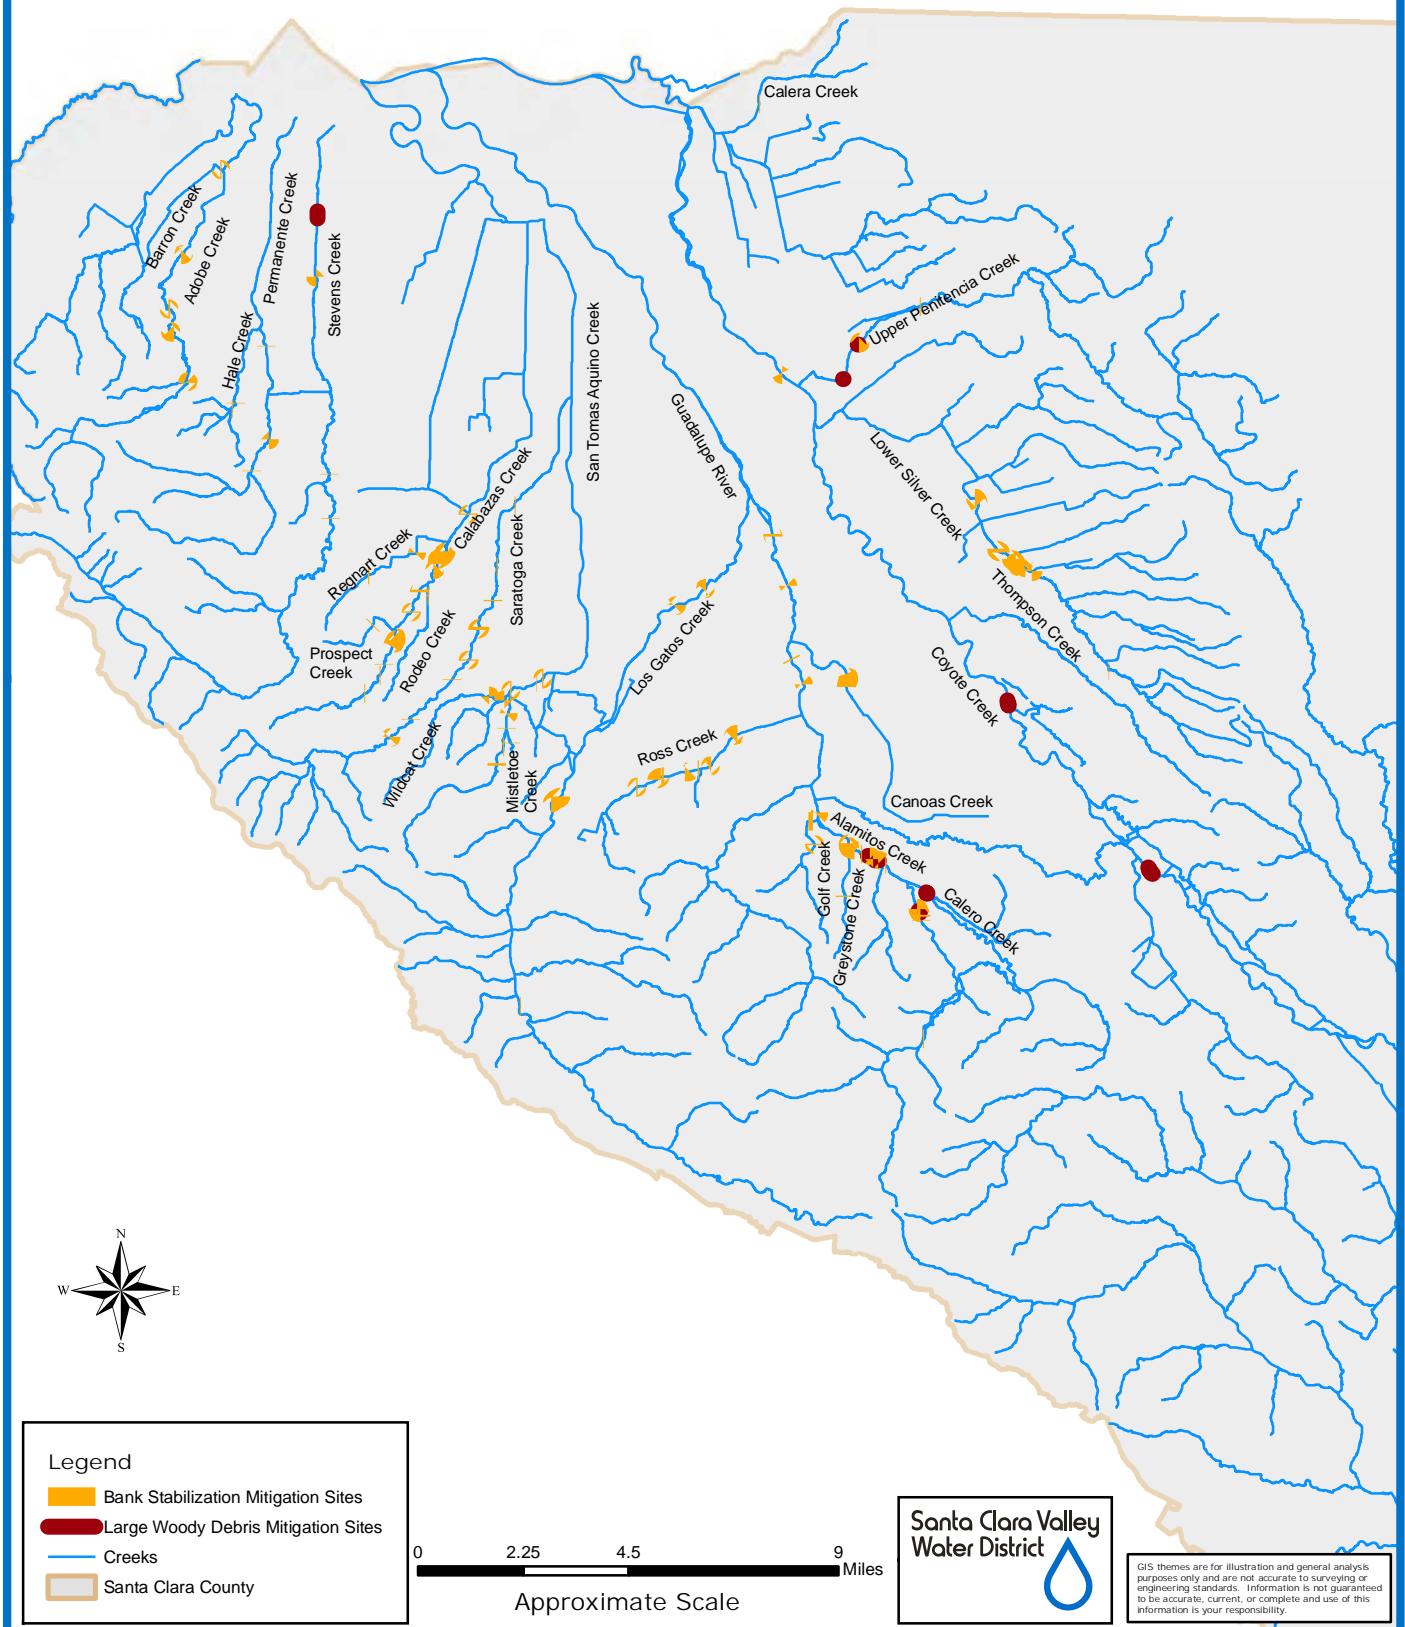 Calera Creek
Barron Creek
Adobe Creek
Permanente Creek
Stevens Creek
Hale Creek
Upper Penitencia Creek
San Tomas Aquino Creek
Guadalupe River
Lower Silver Creek
Calabazas Creek
Saratoga Creek
Regnart Creek
Thompson Creek
Prospect
Creek
Rodeo Creek
Los Gatos Creek
Coyote Creek
Wildcat Creek
Mistletoe
Creek
Ross Creek
Canoas Creek
Alamitos Creek
Golf Creek
Greystone Creek
Calero Creek
N
W
E
S
Legend
Bank Stabilization Mitigation Sites
Large Woody Debris Mitigation Sites
Creeks
Santa Clara County
0 2.25 4.5 9
Miles
Approximate Scale
Santa Clara Valley
Water District
GIS themes are for illustration and general analysis
purposes only and are not accurate to surveying or
engineering standards. Information is not guaranteed
to be accurate, current, or complete and use of this
information is your responsibility.